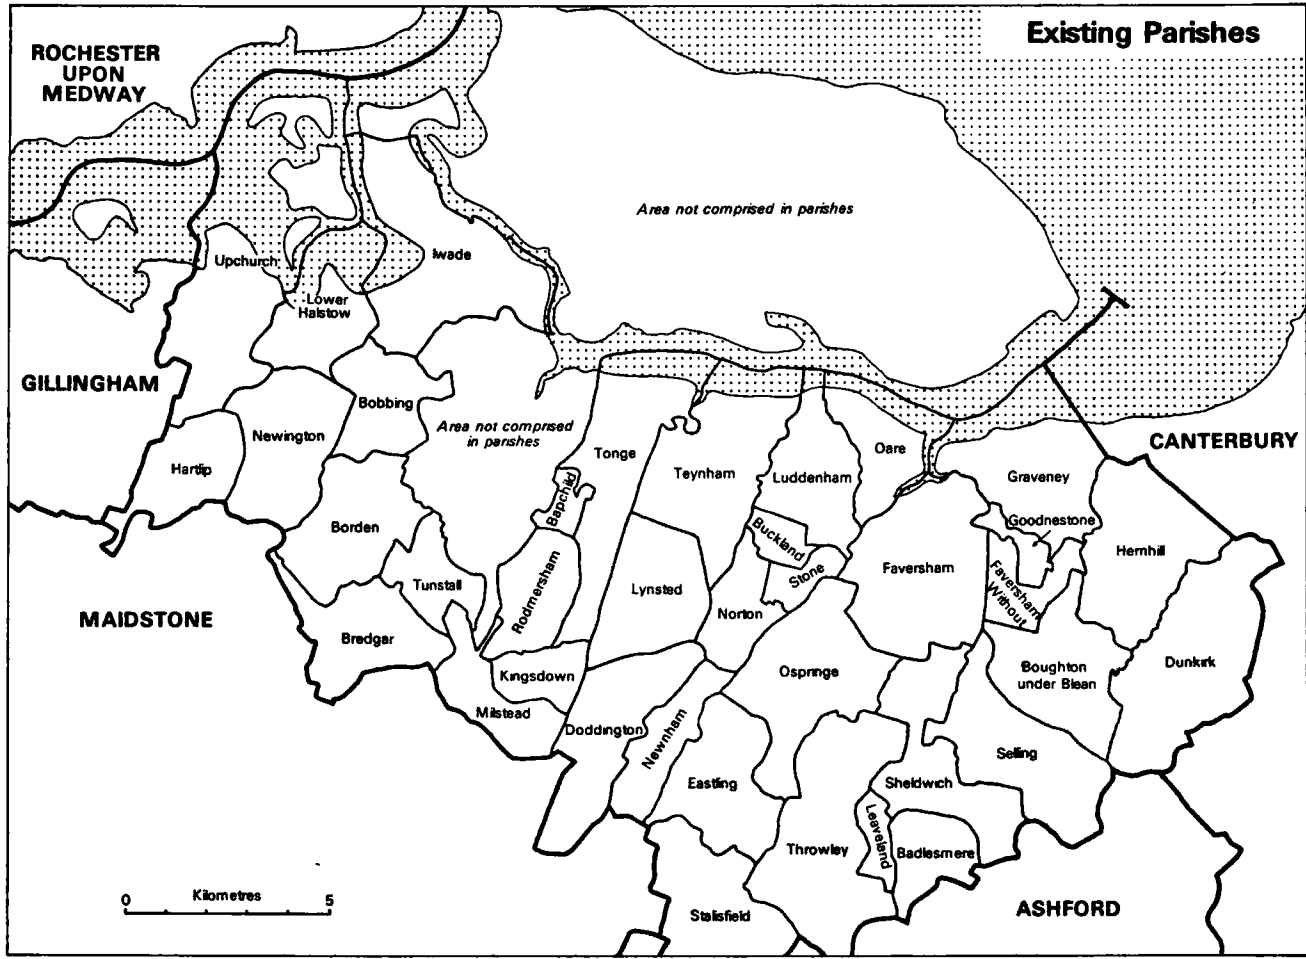 Existing Parishes
ROCHESTER
UPON
MEDWAY
Area not comprised in parishes
Upchurch
Iwade
Lower
Halstow
GILLINGHAM
Bobbing
Area not comprised
in parishes
Newington
Hartlip
Tonge
Teynham
Luddenham
Oare
CANTERBURY
Graveney
Goodnestone
Hernhill
Borden
Bapchild
Buckland
Stone
Faversham
Faversham
Without
Tunstall
Rodmersham
Lynsted
Norton
MAIDSTONE
Bredgar
Kingsdown
Ospringe
Boughton
under Blean
Dunkirk
Milstead
Doddington
Newnham
Selling
Eastling
Sheldwich
Leaveland
Throwley
Badlesmere
Stalisfield
ASHFORD
Kilometres
0 5